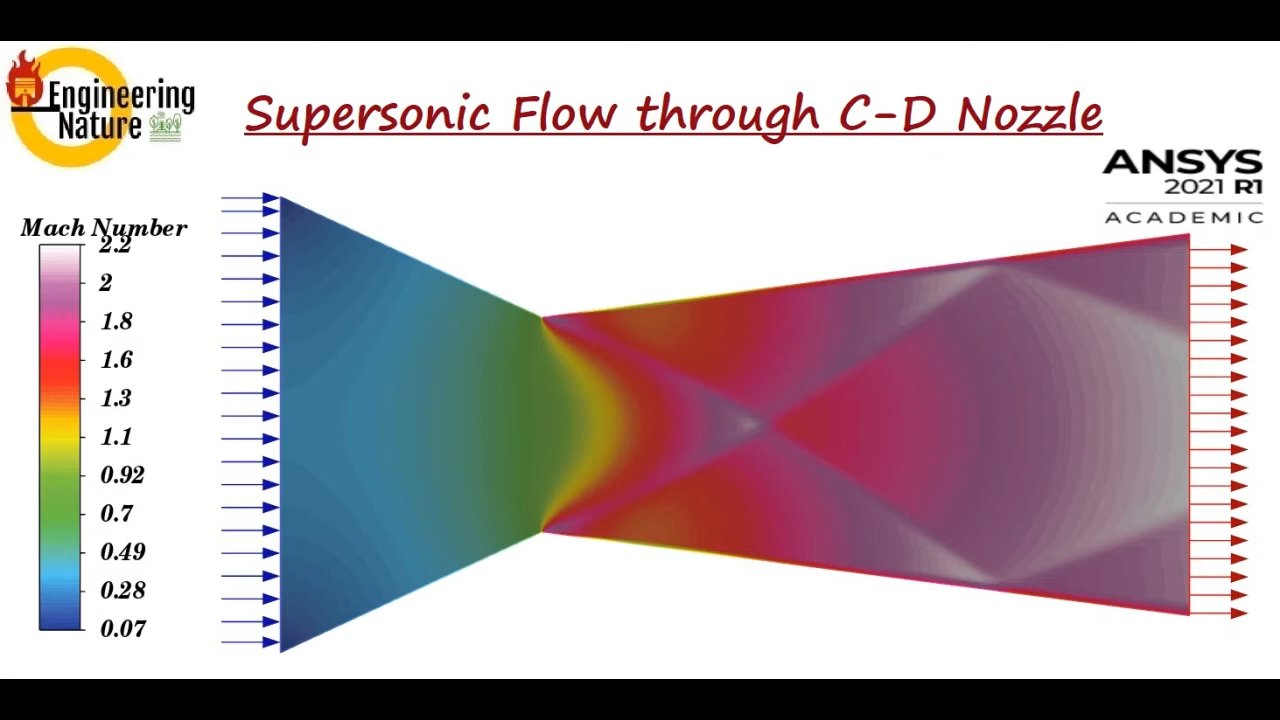 Engineering
Nature
Supersonic Flow through C-D Nozzle
ANSYS
2021 R1
ACADEMIC
Mach Number
2.2
2
1.8
1.6
1.3
1.1
0.92
0.7
0.49
0.28
0.07